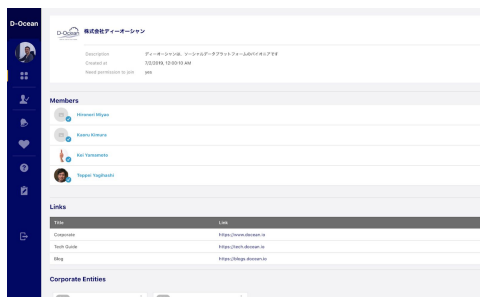 D-Ocean
D-Ocean 株式会社ディーオーシャン
Description ディーオーシャンは、ソーシャルデータプラットフォームのパイオニアです
Created at 7/2/2019, 12:00:10 AM
Need permission to join yes
Members
Hironori Miyao
Kaoru Kimura
Kei Yamamoto
Teppei Yagihashi
Links
Title Link
Corporate https://www.docean.io
Tech Guide https://tech.docean.io
Blog https://blogs.docean.io
Corporate Entities